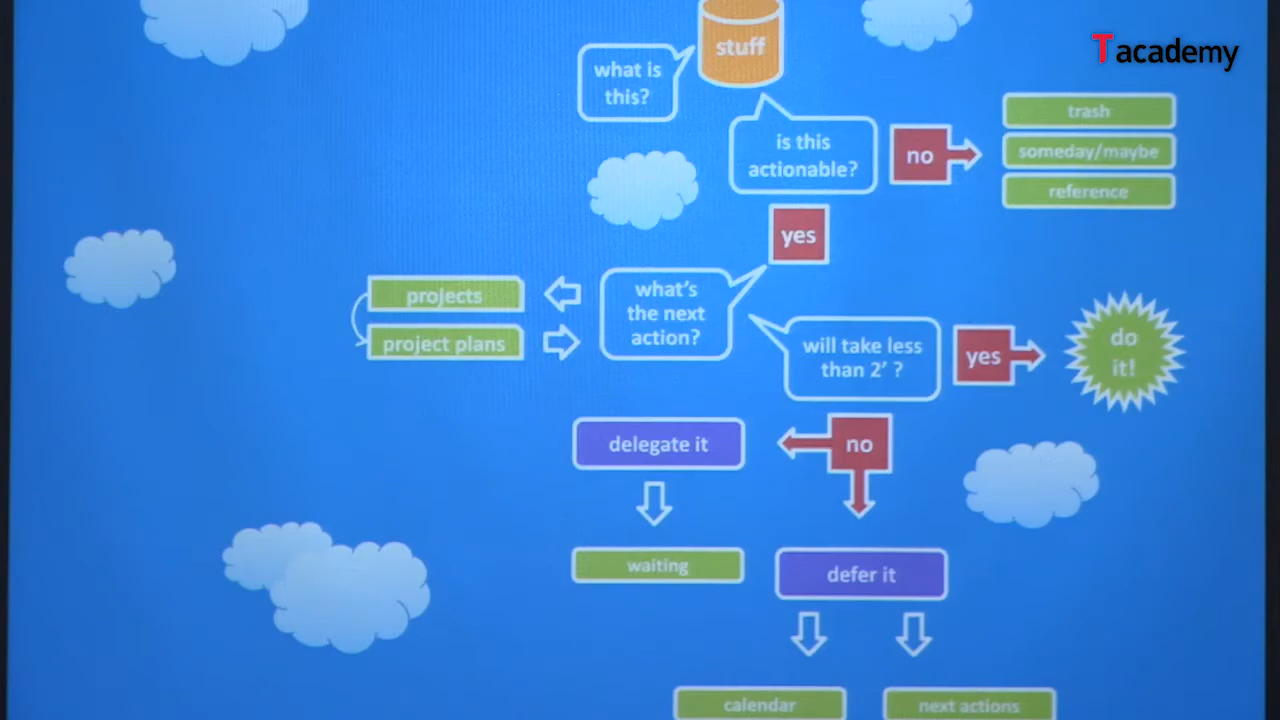 stuff
Tacademy
what is
this?
is this
actionable?
no
trash
someday/maybe
reference
yes
projects
project plans
what's
the next
action?
will take less
than 2' ?
yes
do
it!
delegate it
no
waiting
defer it
calendar
next actions